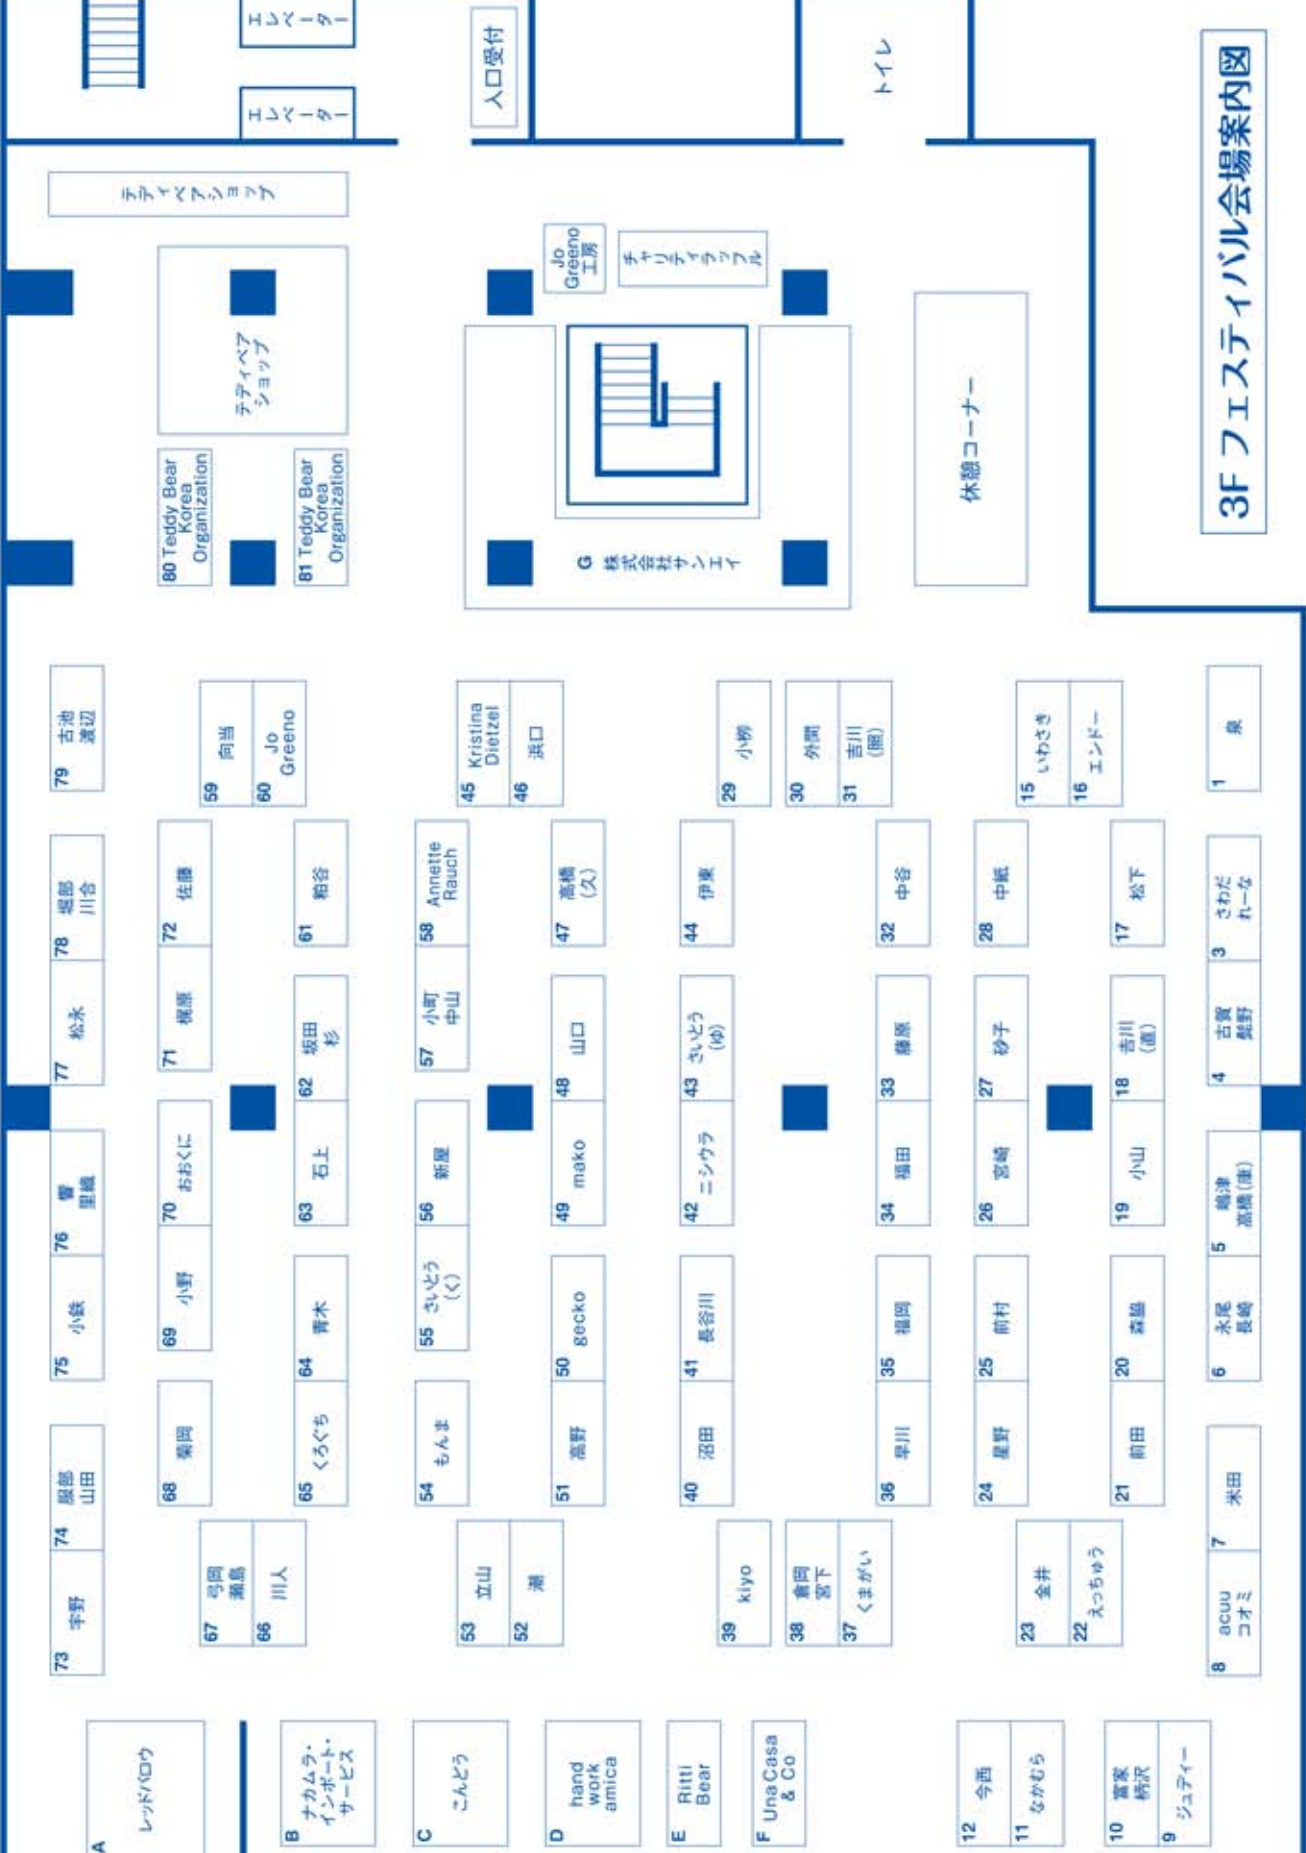 3F フェスティバル会場案内図
エレベーター
エレベーター
入口受付
トイレ
テディベアショップ
テディベア
ショップ
Jo
Greeno
工房
チャリティラッフル
休憩コーナー
G 株式会社サンエイ
80 Teddy Bear
Korea
Organization
81 Teddy Bear
Korea
Organization
79 古池
渡辺
59 向当
60 Jo
Greeno
45 Kristina
Dietzel
46 浜口
29 小柳
30 外間
31 吉川
(照)
15 いわさき
16 エンドー
1 泉
78 堀部
川合
72 佐藤
61 粕谷
58 Annette
Rauch
47 高橋
(久)
44 伊東
32 中谷
28 中紙
17 松下
3 さわだ
れーな
77 松永
71 梶原
62 坂田
杉
57 小町
中山
48 山口
43 さいとう
(ゆ)
33 藤原
27 砂子
18 吉川
(直)
4 古賀
髭野
76 響
里織
70 おおくに
63 石上
56 新屋
49 mako
42 ニシウラ
34 福田
26 宮崎
19 小山
5 嶋津
高橋(康)
75 小鉄
69 小野
64 青木
55 さいとう
(く)
50 gecko
41 長谷川
35 福岡
25 前村
20 森脇
6 永尾
長崎
74 服部
山田
68 菊岡
65 くろぐち
54 もんま
51 高野
40 沼田
36 早川
24 星野
21 前田
7 米田
73 宇野
67 弓岡
瀬島
66 川人
53 立山
52 潮
39 kiyo
38 倉岡
宮下
37 くまがい
23 金井
22 えっちゅう
8 acuu
コオミ
A レッドバロウ
B ナカムラ・
インポート・
サービス
C こんどう
D hand
work
amica
E Ritti
Bear
F Una Casa
& Co
12 今西
11 なかむら
10 富家
柄沢
9 ジュディー